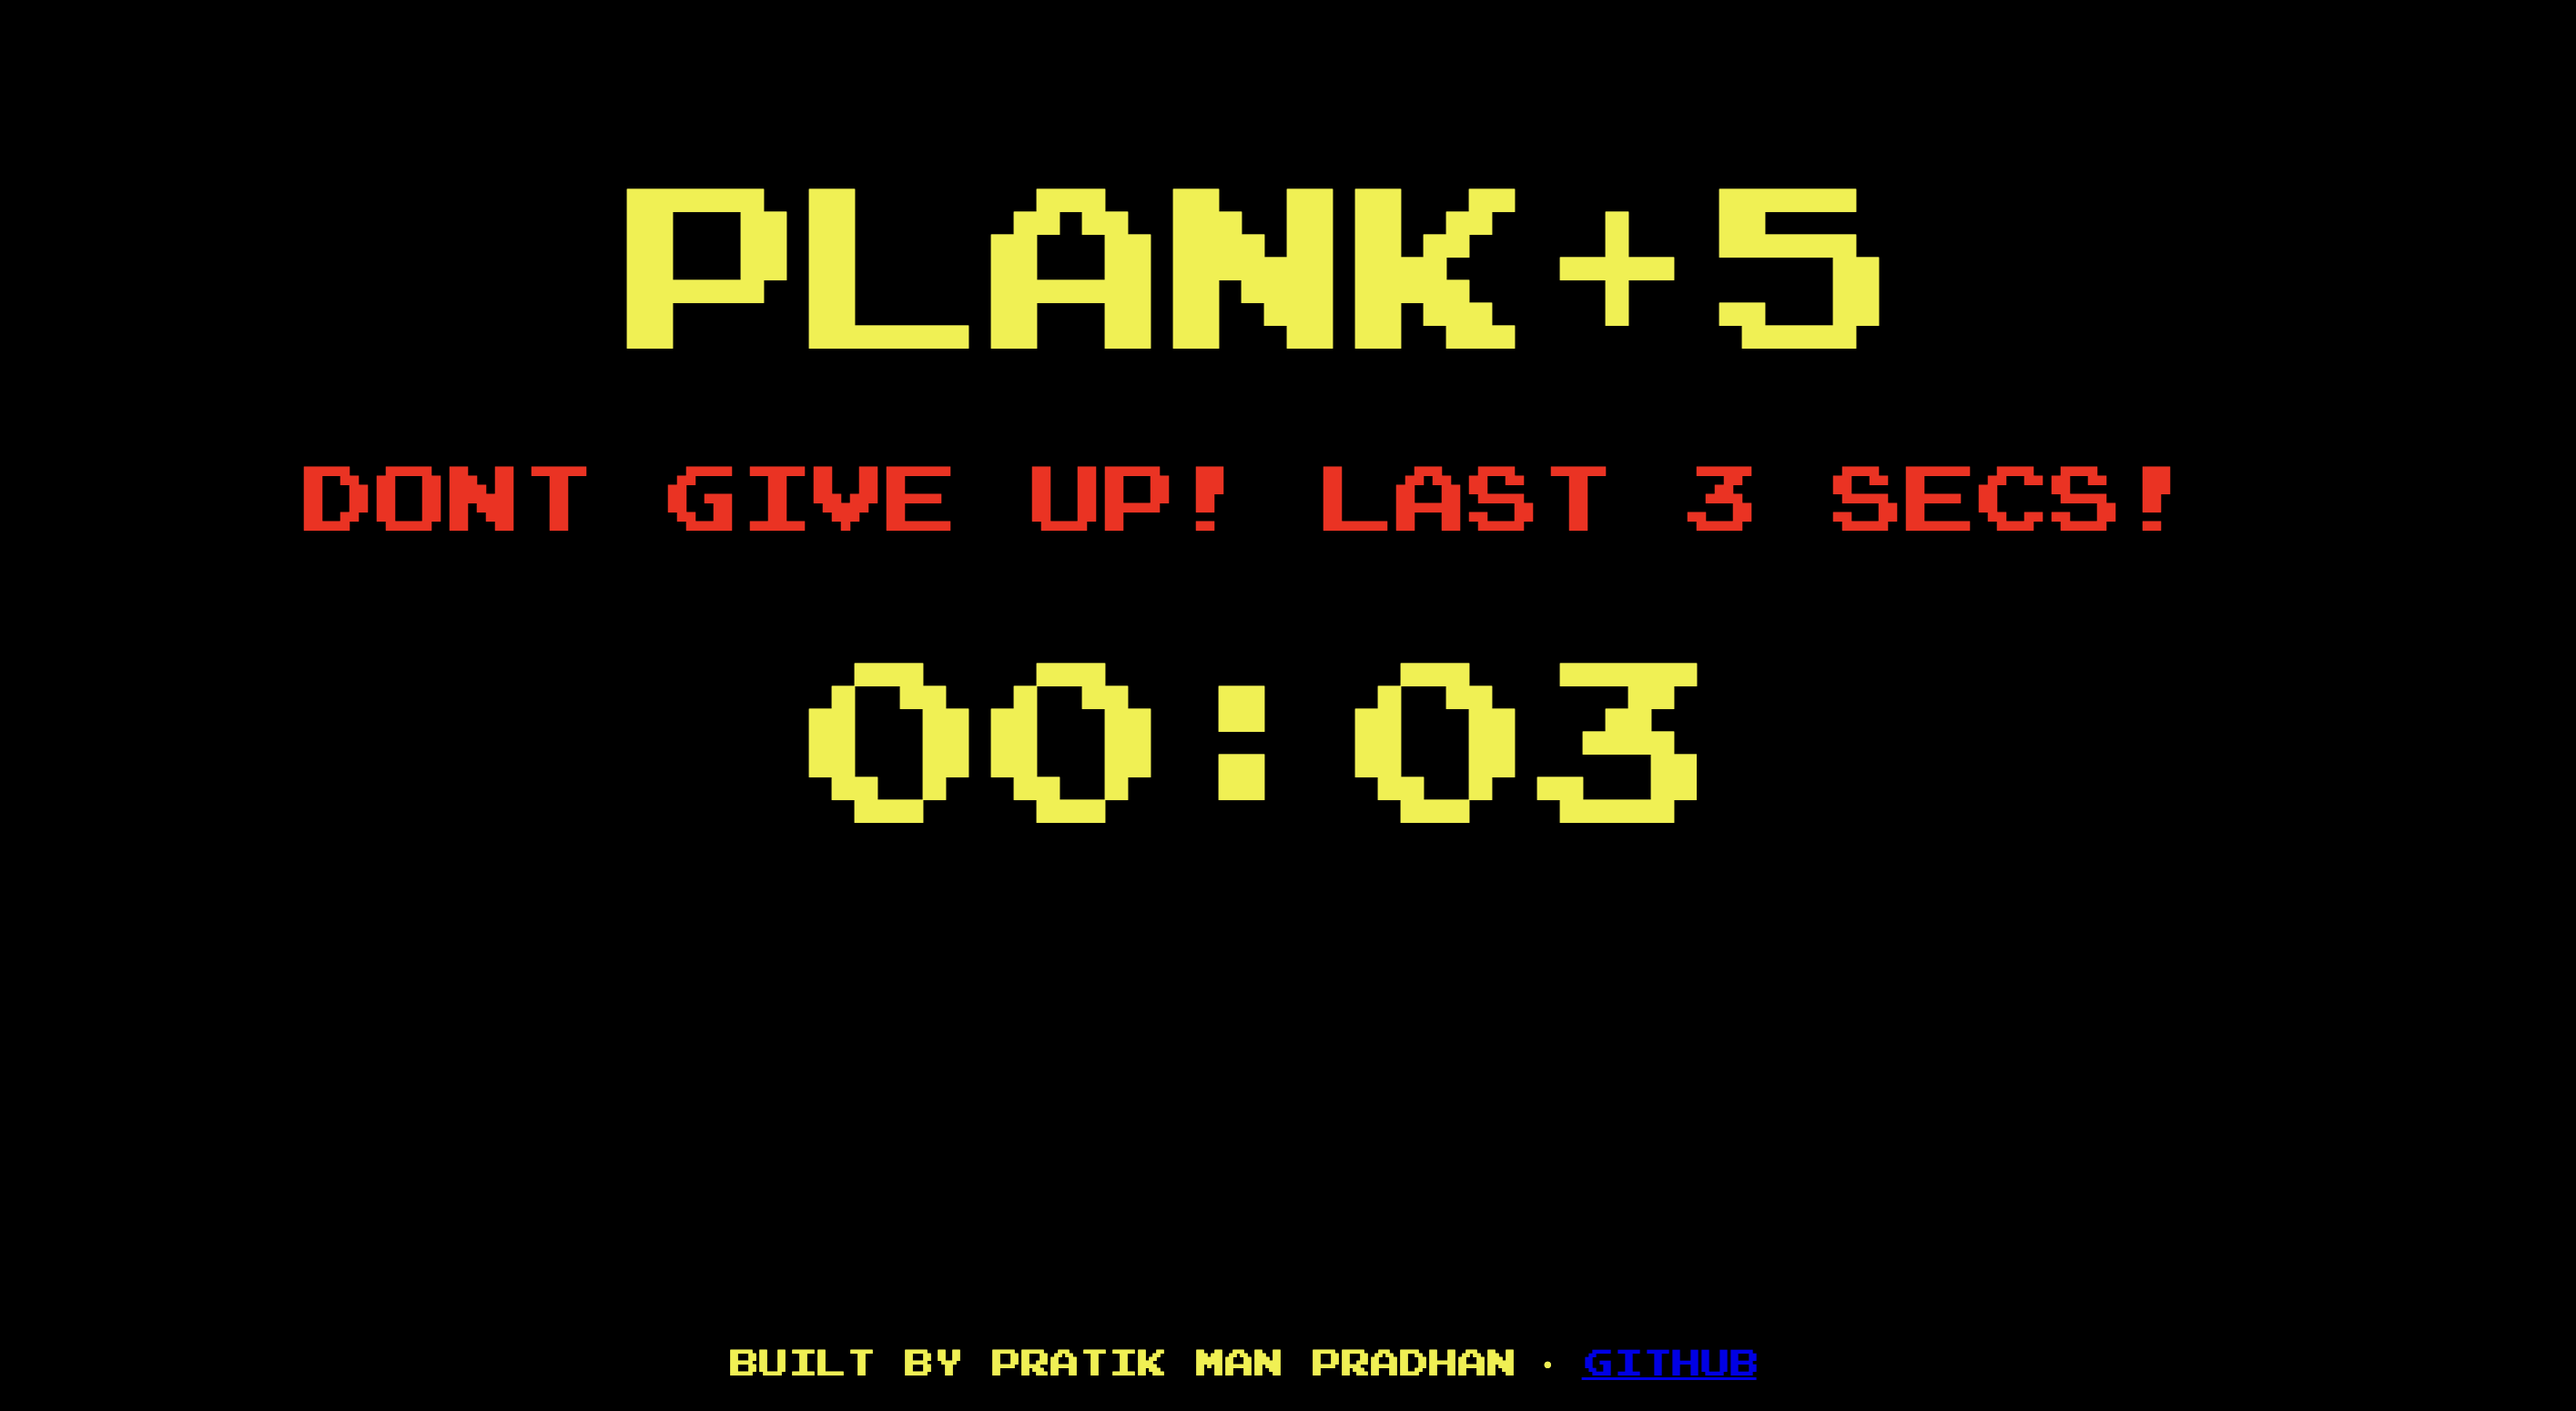 PLANK+5
DONT GIVE UP! LAST 3 SECS!
00:03
BUILT BY PRATIK MAN PRADHAN · GITHUB